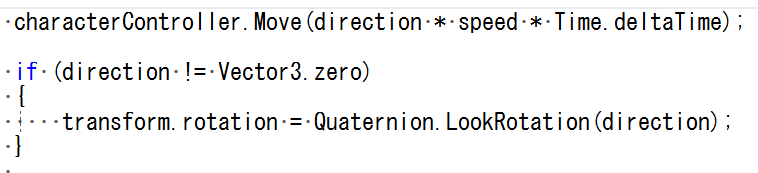 characterController.Move(direction * speed * Time.deltaTime);
if (direction != Vector3.zero)
{
transform.rotation = Quaternion.LookRotation(direction);
}